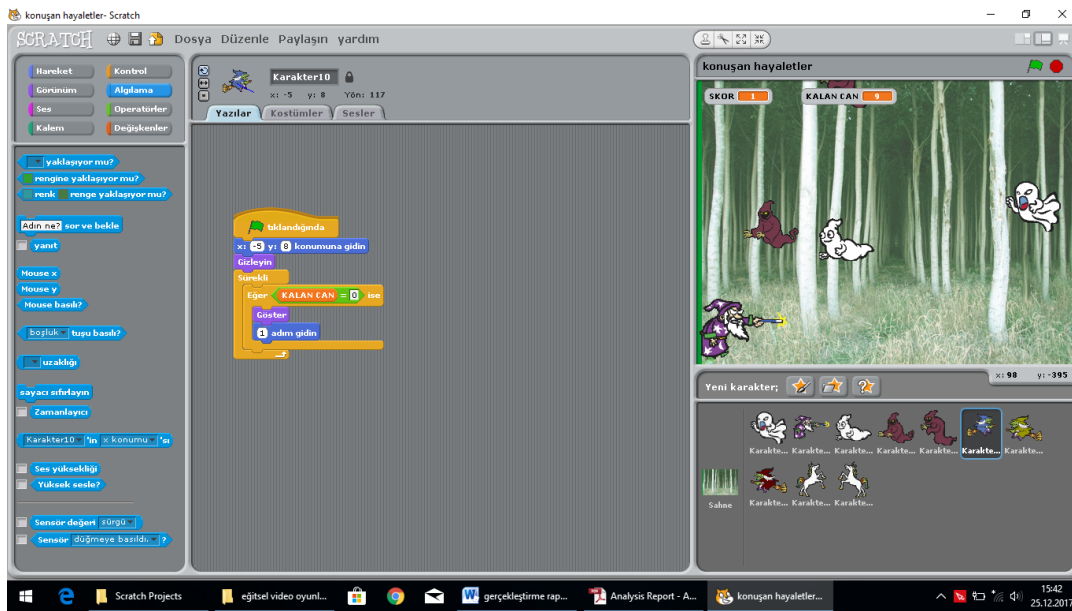 konuşan hayaletler- Scratch
SCRATCH Dosya Düzenle Paylaşın yardım
Hareket Kontrol
Görünüm Algılama
Ses Operatörler
Kalem Değişkenler
yaklaşıyor mu?
rengine yaklaşıyor mu?
renk renge yaklaşıyor mu?
Adın ne? sor ve bekle
yanıt
Mouse x
Mouse y
Mouse basılı?
boşluk tuşu basılı?
uzaklığı
sayacı sıfırlayın
Zamanlayıcı
Karakter10 'in x konumu 'sı
Ses yüksekliği
Yüksek sesle?
Sensör değeri sürgü
Sensör düğmeye basıldı. ?
Karakter10
x: -5 y: 8 Yön: 117
Yazılar Kostümler Sesler
tıklandığında
x: -5 y: 8 konumuna gidin
Gizleyin
Sürekli
Eğer KALAN CAN = 0 ise
Göster
1 adım gidin
konuşan hayaletler
SKOR 1 KALAN CAN 9
x: 98 y: -395
Yeni karakter;
Karakte... Karakte... Karakte... Karakte... Karakte... Karakte... Karakte...
Sahne
Karakte... Karakte... Karakte...
Scratch Projects
eğitsel video oyunl...
gerçekleştirme rap...
Analysis Report - A...
konuşan hayaletler...
15:42
25.12.2017